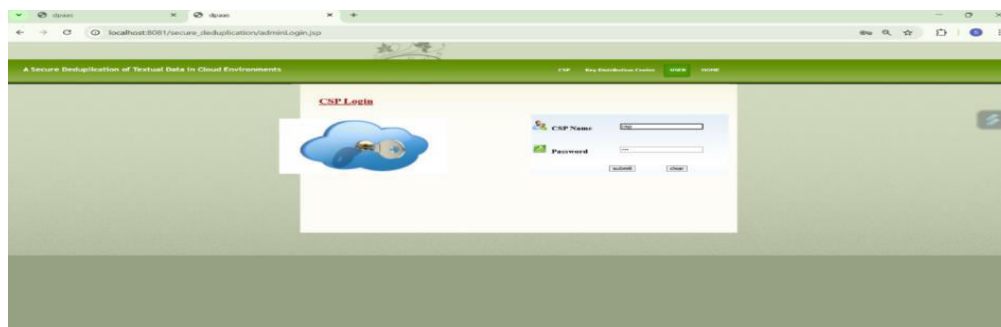 dpaas dpaas
localhost:8081/secure_deduplication/adminLogin.jsp
A Secure Deduplication of Textual Data in Cloud Environments CSP Key Distribution Centre USER HOME
CSP Login
CSP Name
Password
submit clear